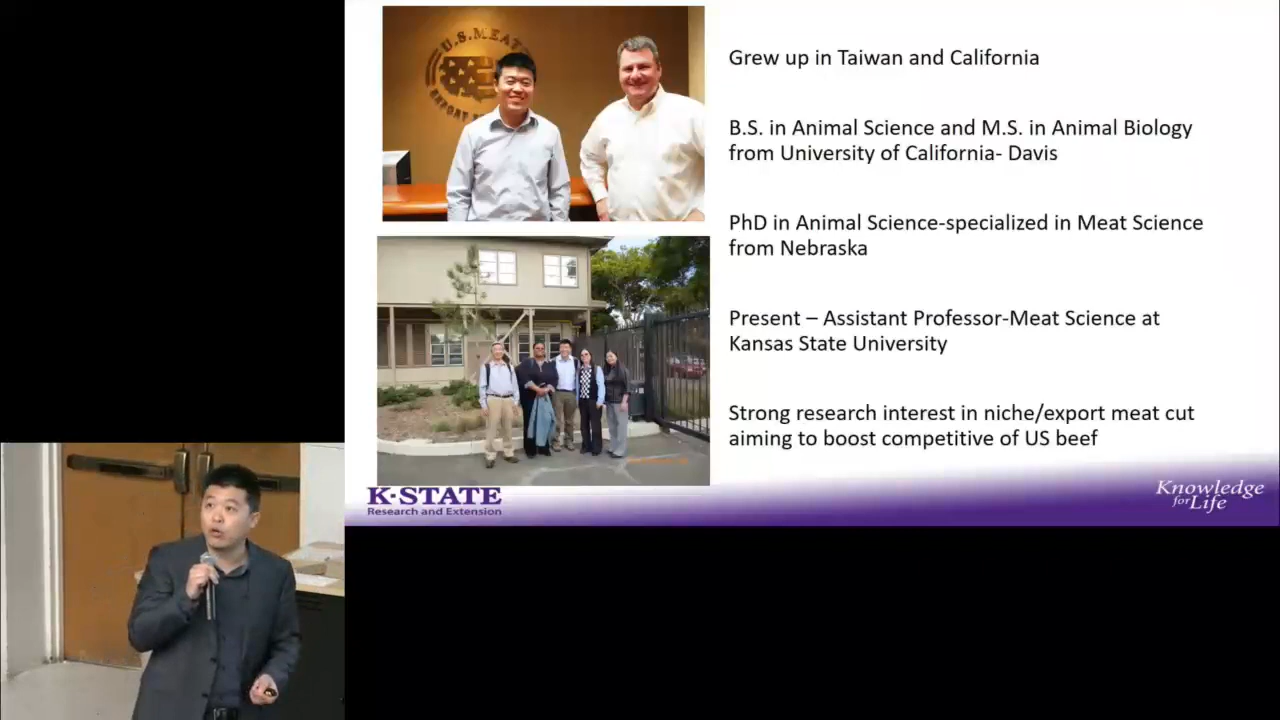 U.S. MEAT
EXPORT
Grew up in Taiwan and California
B.S. in Animal Science and M.S. in Animal Biology
from University of California- Davis
PhD in Animal Science-specialized in Meat Science
from Nebraska
Present – Assistant Professor-Meat Science at
Kansas State University
Strong research interest in niche/export meat cut
aiming to boost competitive of US beef
K-STATE
Research and Extension
Knowledge
for Life